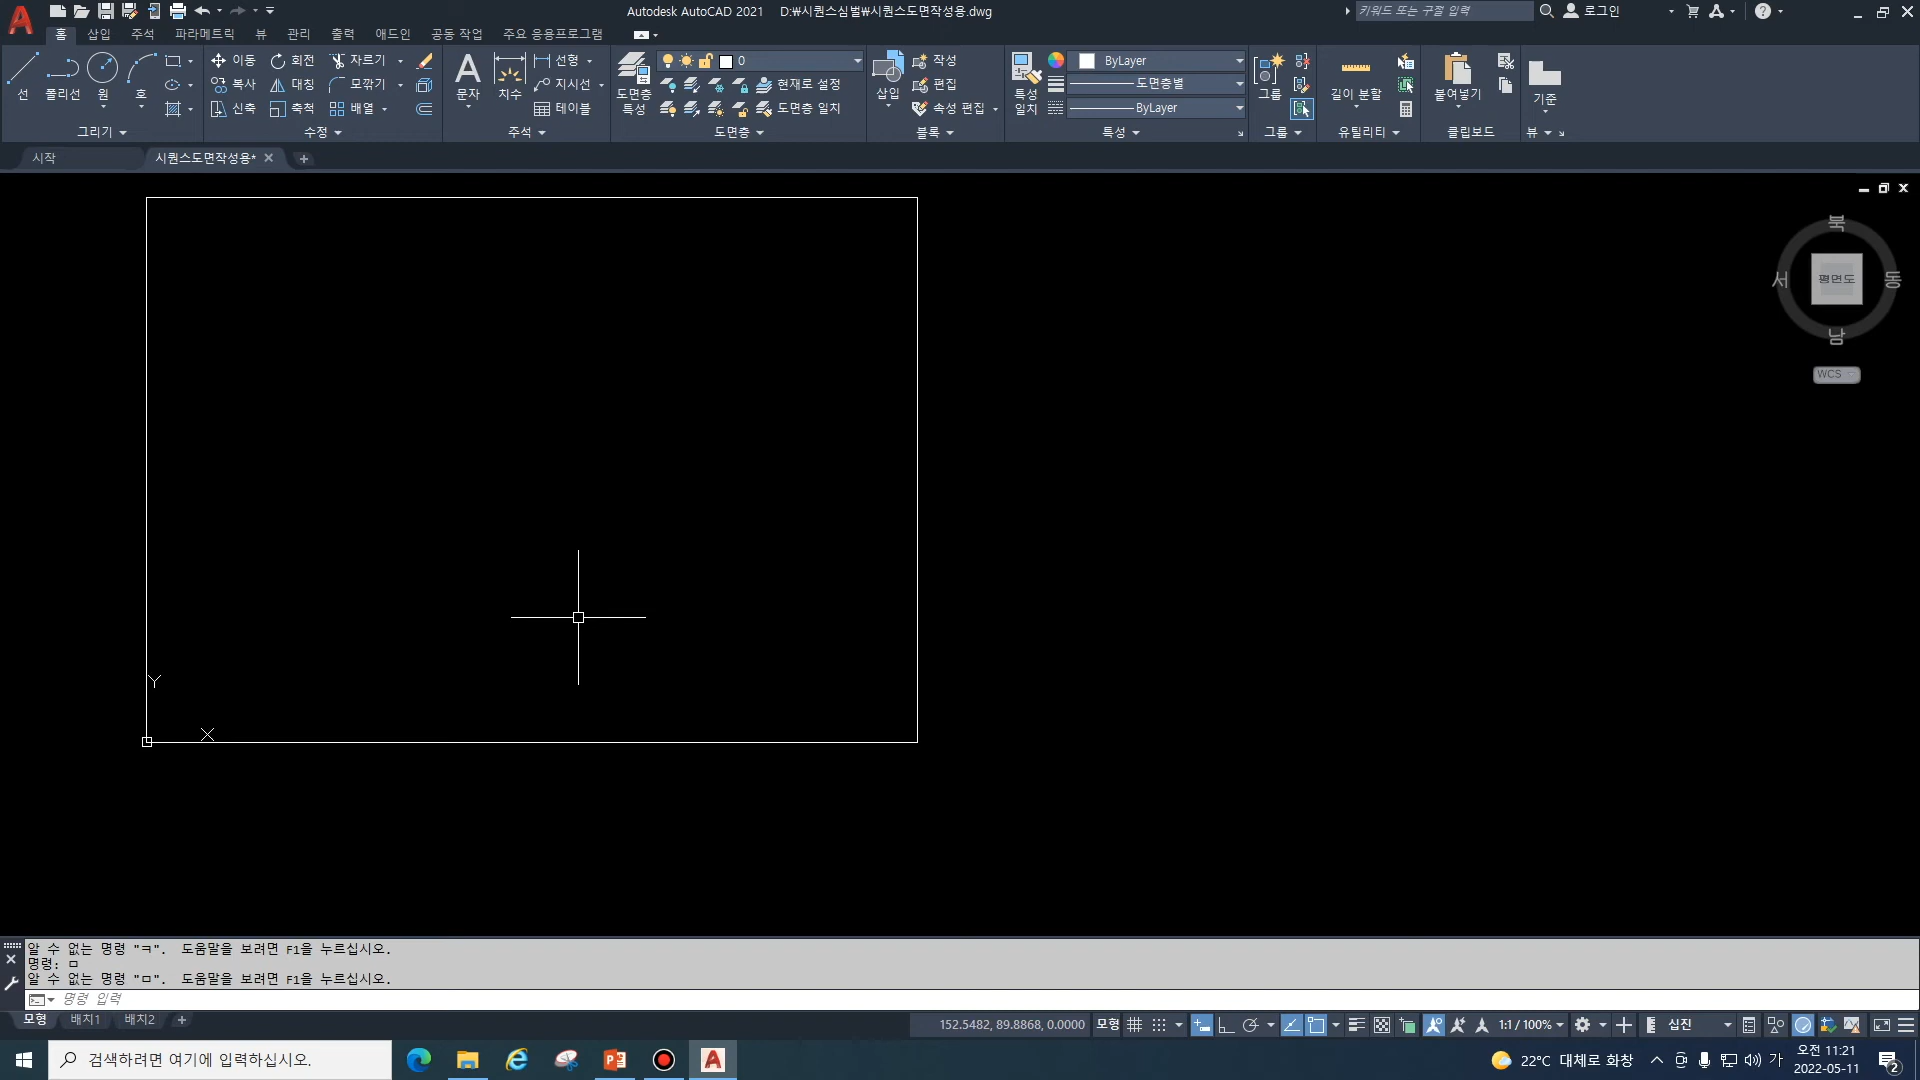 Autodesk AutoCAD 2021 D:₩시퀀스심벌₩시퀀스도면작성용.dwg
키워드 또는 구절 입력
로그인
홈 삽입 주석 파라메트릭 뷰 관리 출력 애드인 공동 작업 주요 응용프로그램
선 폴리선 원 호
그리기
이동 회전 자르기
복사 대칭 모깎기
신축 축척 배열
수정
문자 치수
선형
지시선
테이블
주석
도면층
특성
0
현재로 설정
도면층 일치
도면층
삽입
작성
편집
속성 편집
블록
특성
일치
ByLayer
도면층별
ByLayer
특성
그룹
그룹
길이 분할
유틸리티
붙여넣기
클립보드
기준
뷰
시작 시퀀스도면작성용*
북
서 평면도 동
남
WCS
Y
X
알 수 없는 명령 "ㅋ". 도움말을 보려면 F1을 누르십시오.
명령: ㅁ
알 수 없는 명령 "ㅁ". 도움말을 보려면 F1을 누르십시오.
명령 입력
모형 배치1 배치2
152.5482, 89.8868, 0.0000 모형 1:1 / 100% 십진
검색하려면 여기에 입력하십시오.
22°C 대체로 화창
가
오전 11:21
2022-05-11
2